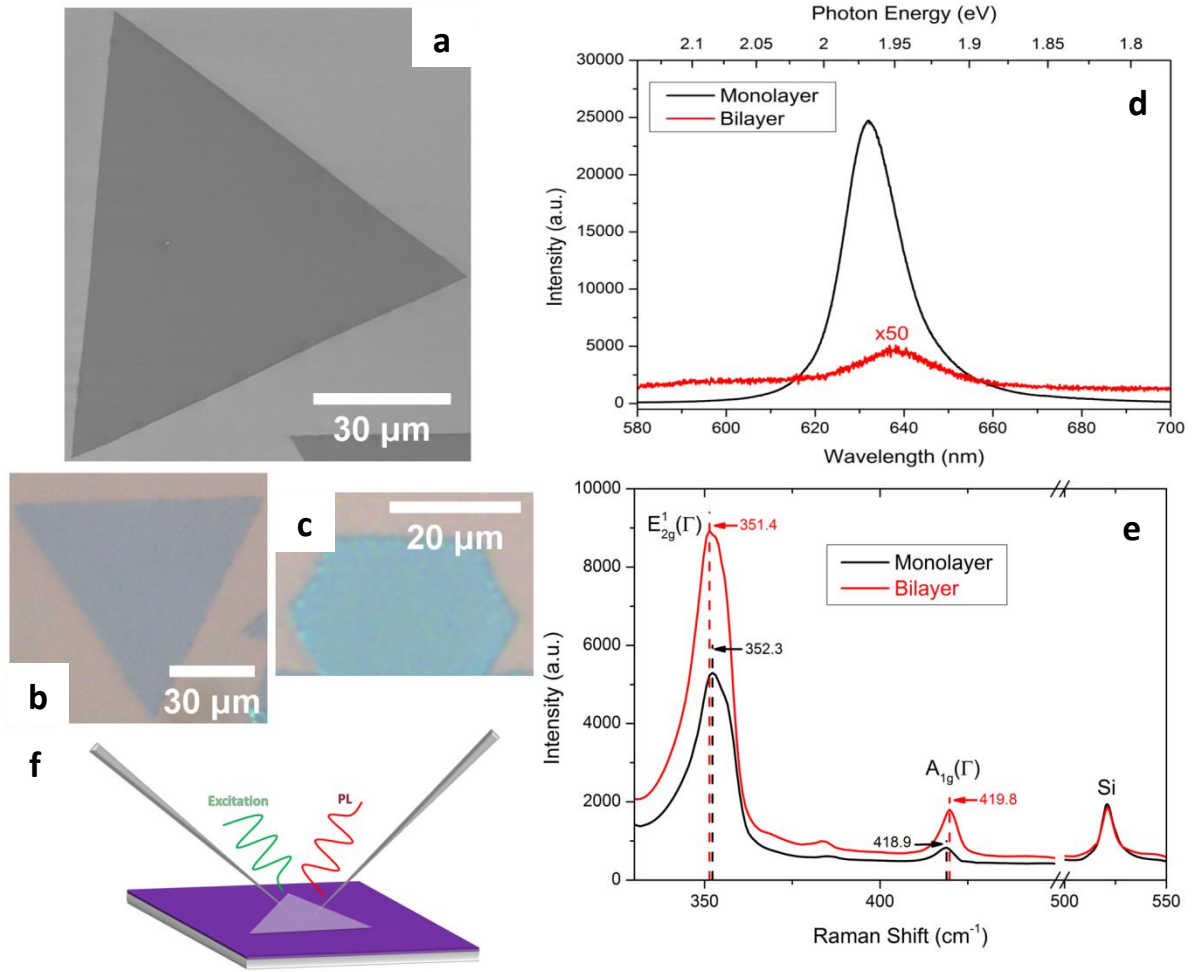 a
30 µm
b
30 µm
c
20 µm
d
Photon Energy (eV)
2.1 2.05 2 1.95 1.9 1.85 1.8
Monolayer
Bilayer
x50
30000
25000
20000
15000
10000
5000
0
Intensity (a.u.)
580 600 620 640 660 680 700
Wavelength (nm)
e
10000
8000
6000
4000
2000
0
Intensity (a.u.)
E¹₂g(Γ)
351.4
352.3
Monolayer
Bilayer
A₁g(Γ)
419.8
418.9
Si
350 400 500 550
Raman Shift (cm⁻¹)
f
Excitation
PL